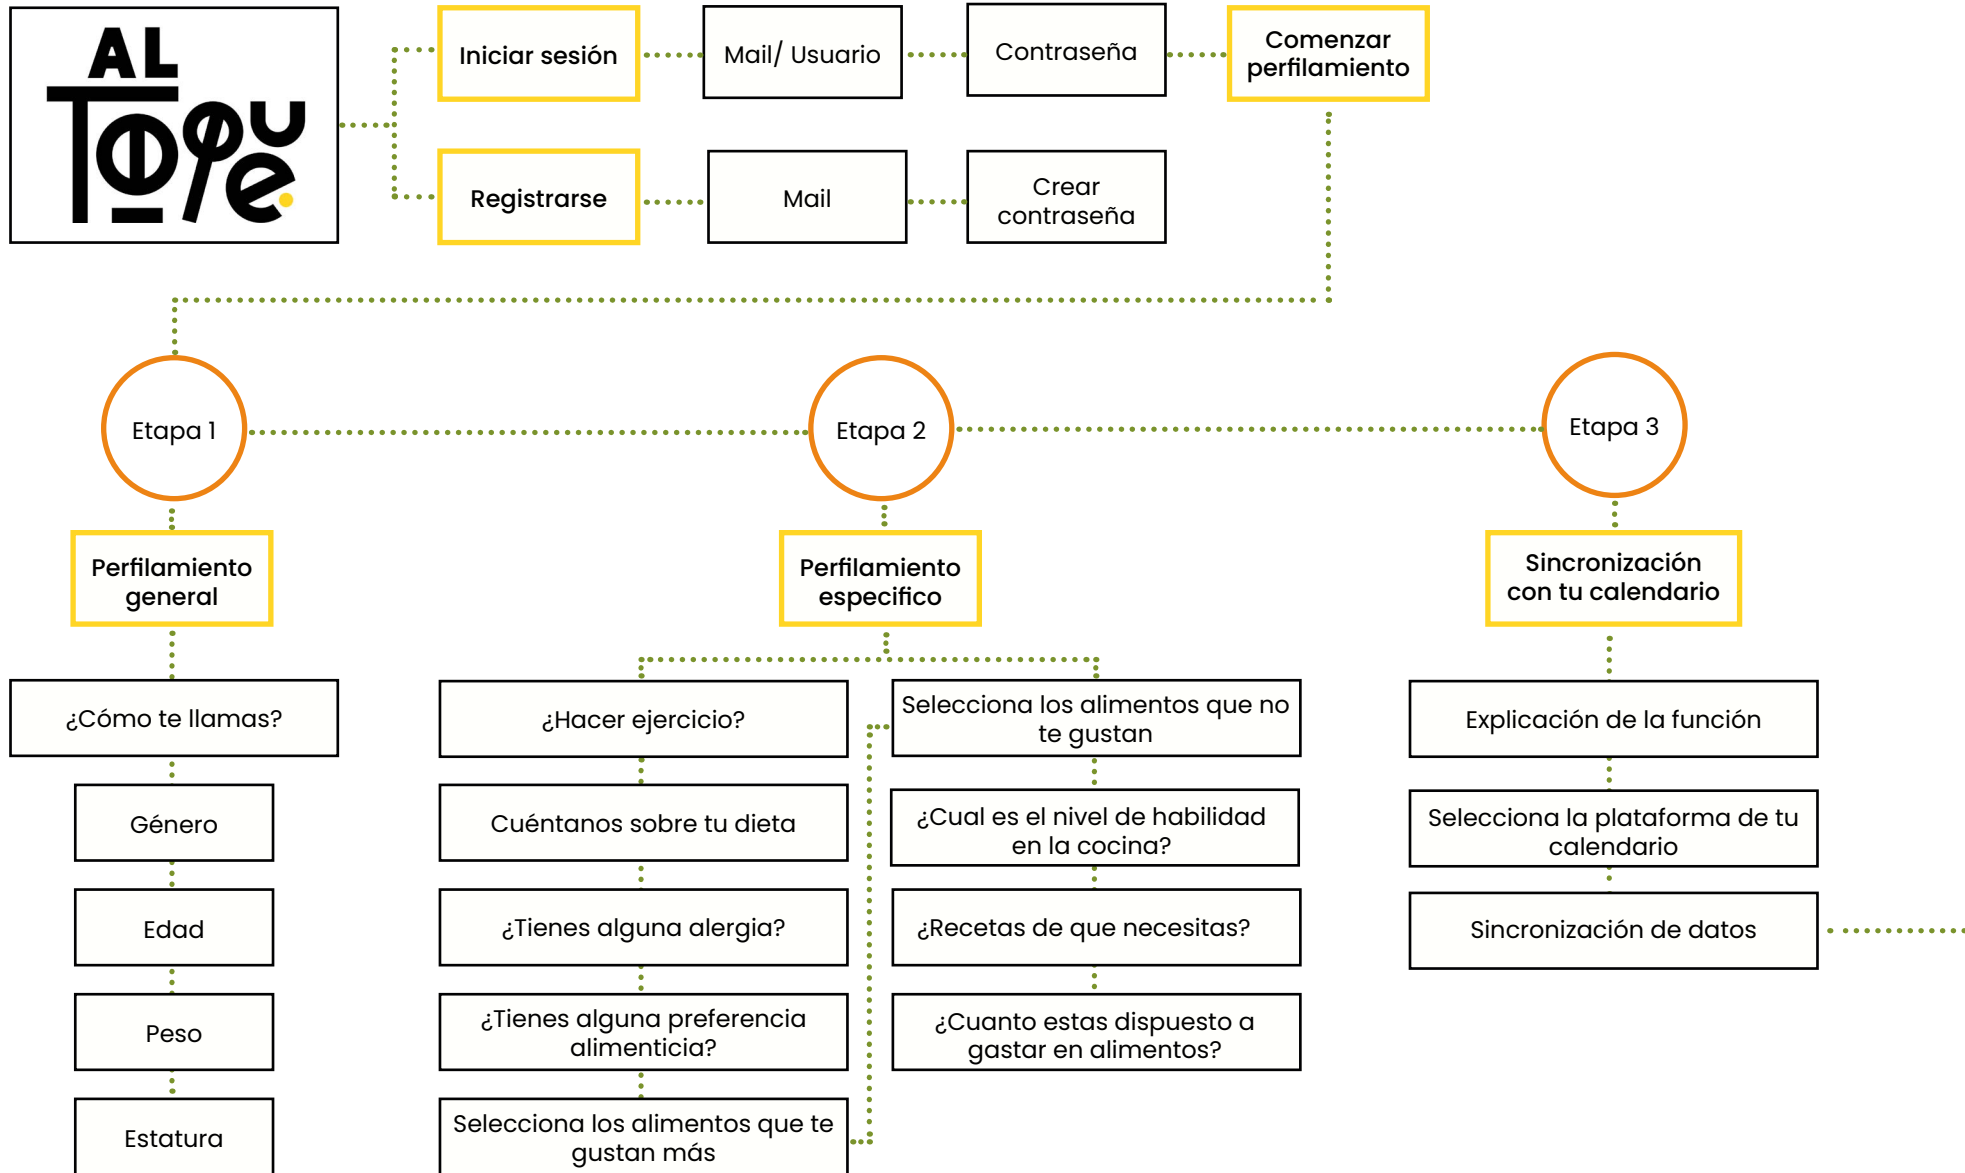 AL
TOQUE
Iniciar sesión
Mail/ Usuario
Contraseña
Comenzar
perfilamiento
Registrarse
Mail
Crear
contraseña
Etapa 1
Etapa 2
Etapa 3
Perfilamiento
general
¿Cómo te llamas?
Género
Edad
Peso
Estatura
Perfilamiento
especifico
¿Hacer ejercicio?
Cuéntanos sobre tu dieta
¿Tienes alguna alergia?
¿Tienes alguna preferencia
alimenticia?
Selecciona los alimentos que te
gustan más
Selecciona los alimentos que no
te gustan
¿Cual es el nivel de habilidad
en la cocina?
¿Recetas de que necesitas?
¿Cuanto estas dispuesto a
gastar en alimentos?
Sincronización
con tu calendario
Explicación de la función
Selecciona la plataforma de tu
calendario
Sincronización de datos